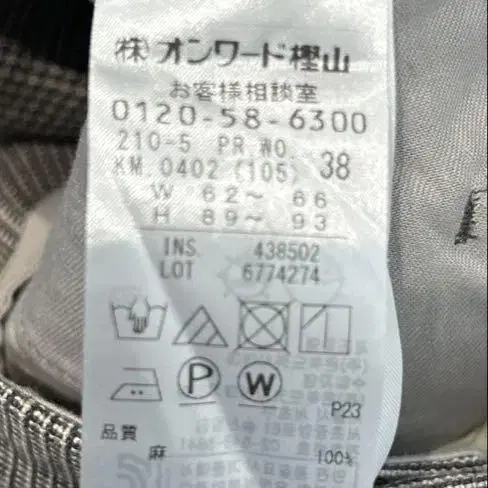 ㈱オンワード樫山
お客様相談室
0120-58-6300
210-5 PR.NO.
KM.0402 (105) 38
W 62～ 66
H 89～ 93
INS. 438502
LOT 6774274
P
W
P23
品質
麻 100%